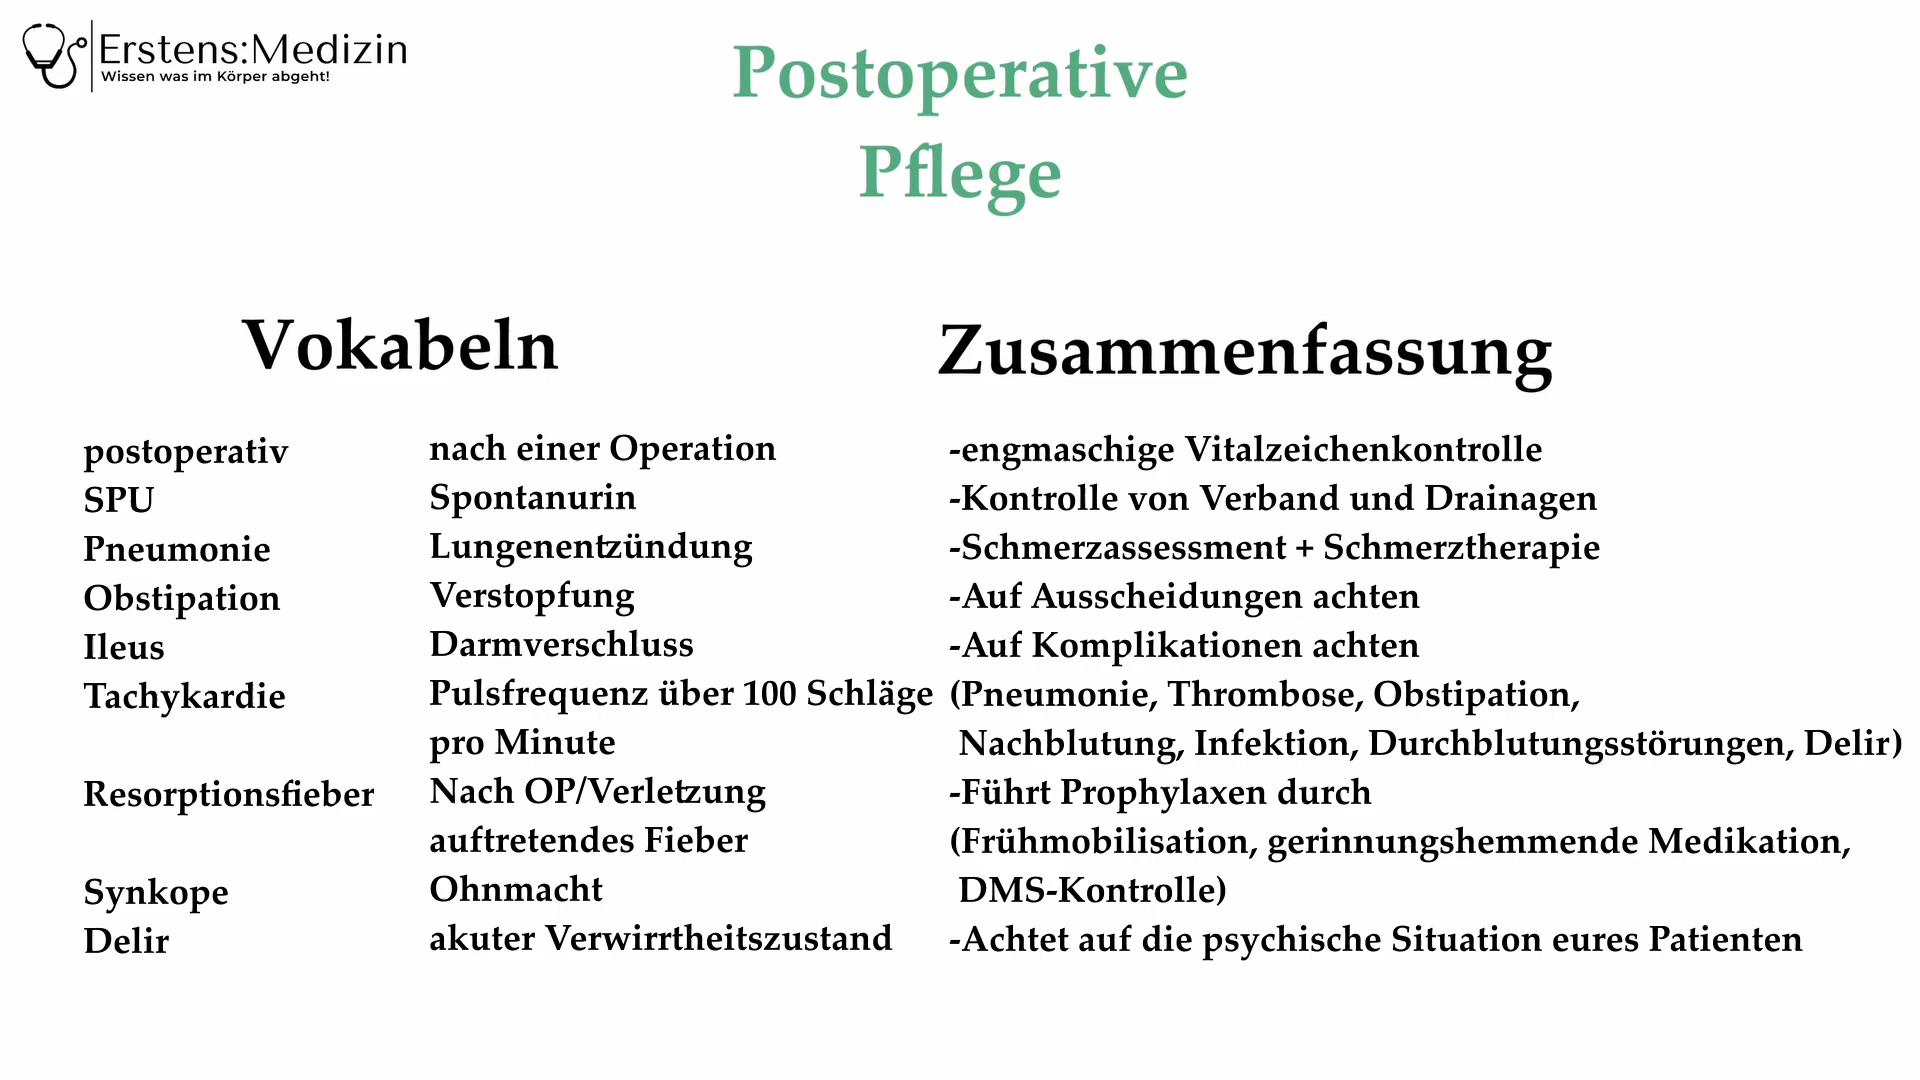 Erstens:Medizin
Wissen was im Körper abgeht!
Postoperative
Pflege
Vokabeln
postoperativ nach einer Operation
SPU Spontanurin
Pneumonie Lungenentzündung
Obstipation Verstopfung
Ileus Darmverschluss
Tachykardie Pulsfrequenz über 100 Schläge
pro Minute
Resorptionsfieber Nach OP/Verletzung
auftretendes Fieber
Synkope Ohnmacht
Delir akuter Verwirrtheitszustand
Zusammenfassung
-engmaschige Vitalzeichenkontrolle
-Kontrolle von Verband und Drainagen
-Schmerzassessment + Schmerztherapie
-Auf Ausscheidungen achten
-Auf Komplikationen achten
(Pneumonie, Thrombose, Obstipation,
Nachblutung, Infektion, Durchblutungsstörungen, Delir)
-Führt Prophylaxen durch
(Frühmobilisation, gerinnungshemmende Medikation,
DMS-Kontrolle)
-Achtet auf die psychische Situation eures Patienten